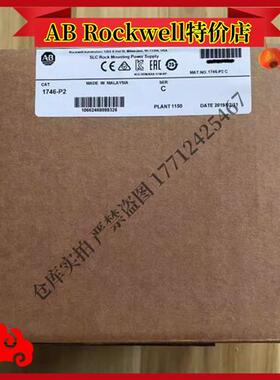 AB Rockwell特价店
AB
SLC Rack Mounting Power Supply
MAT.NO. 1746-P2 C
CAT
1746-P2
MADE IN MALAYSIA
SER
C
10662468098326
PLANT 1150
仓库实拍 严禁盗图 17712425467